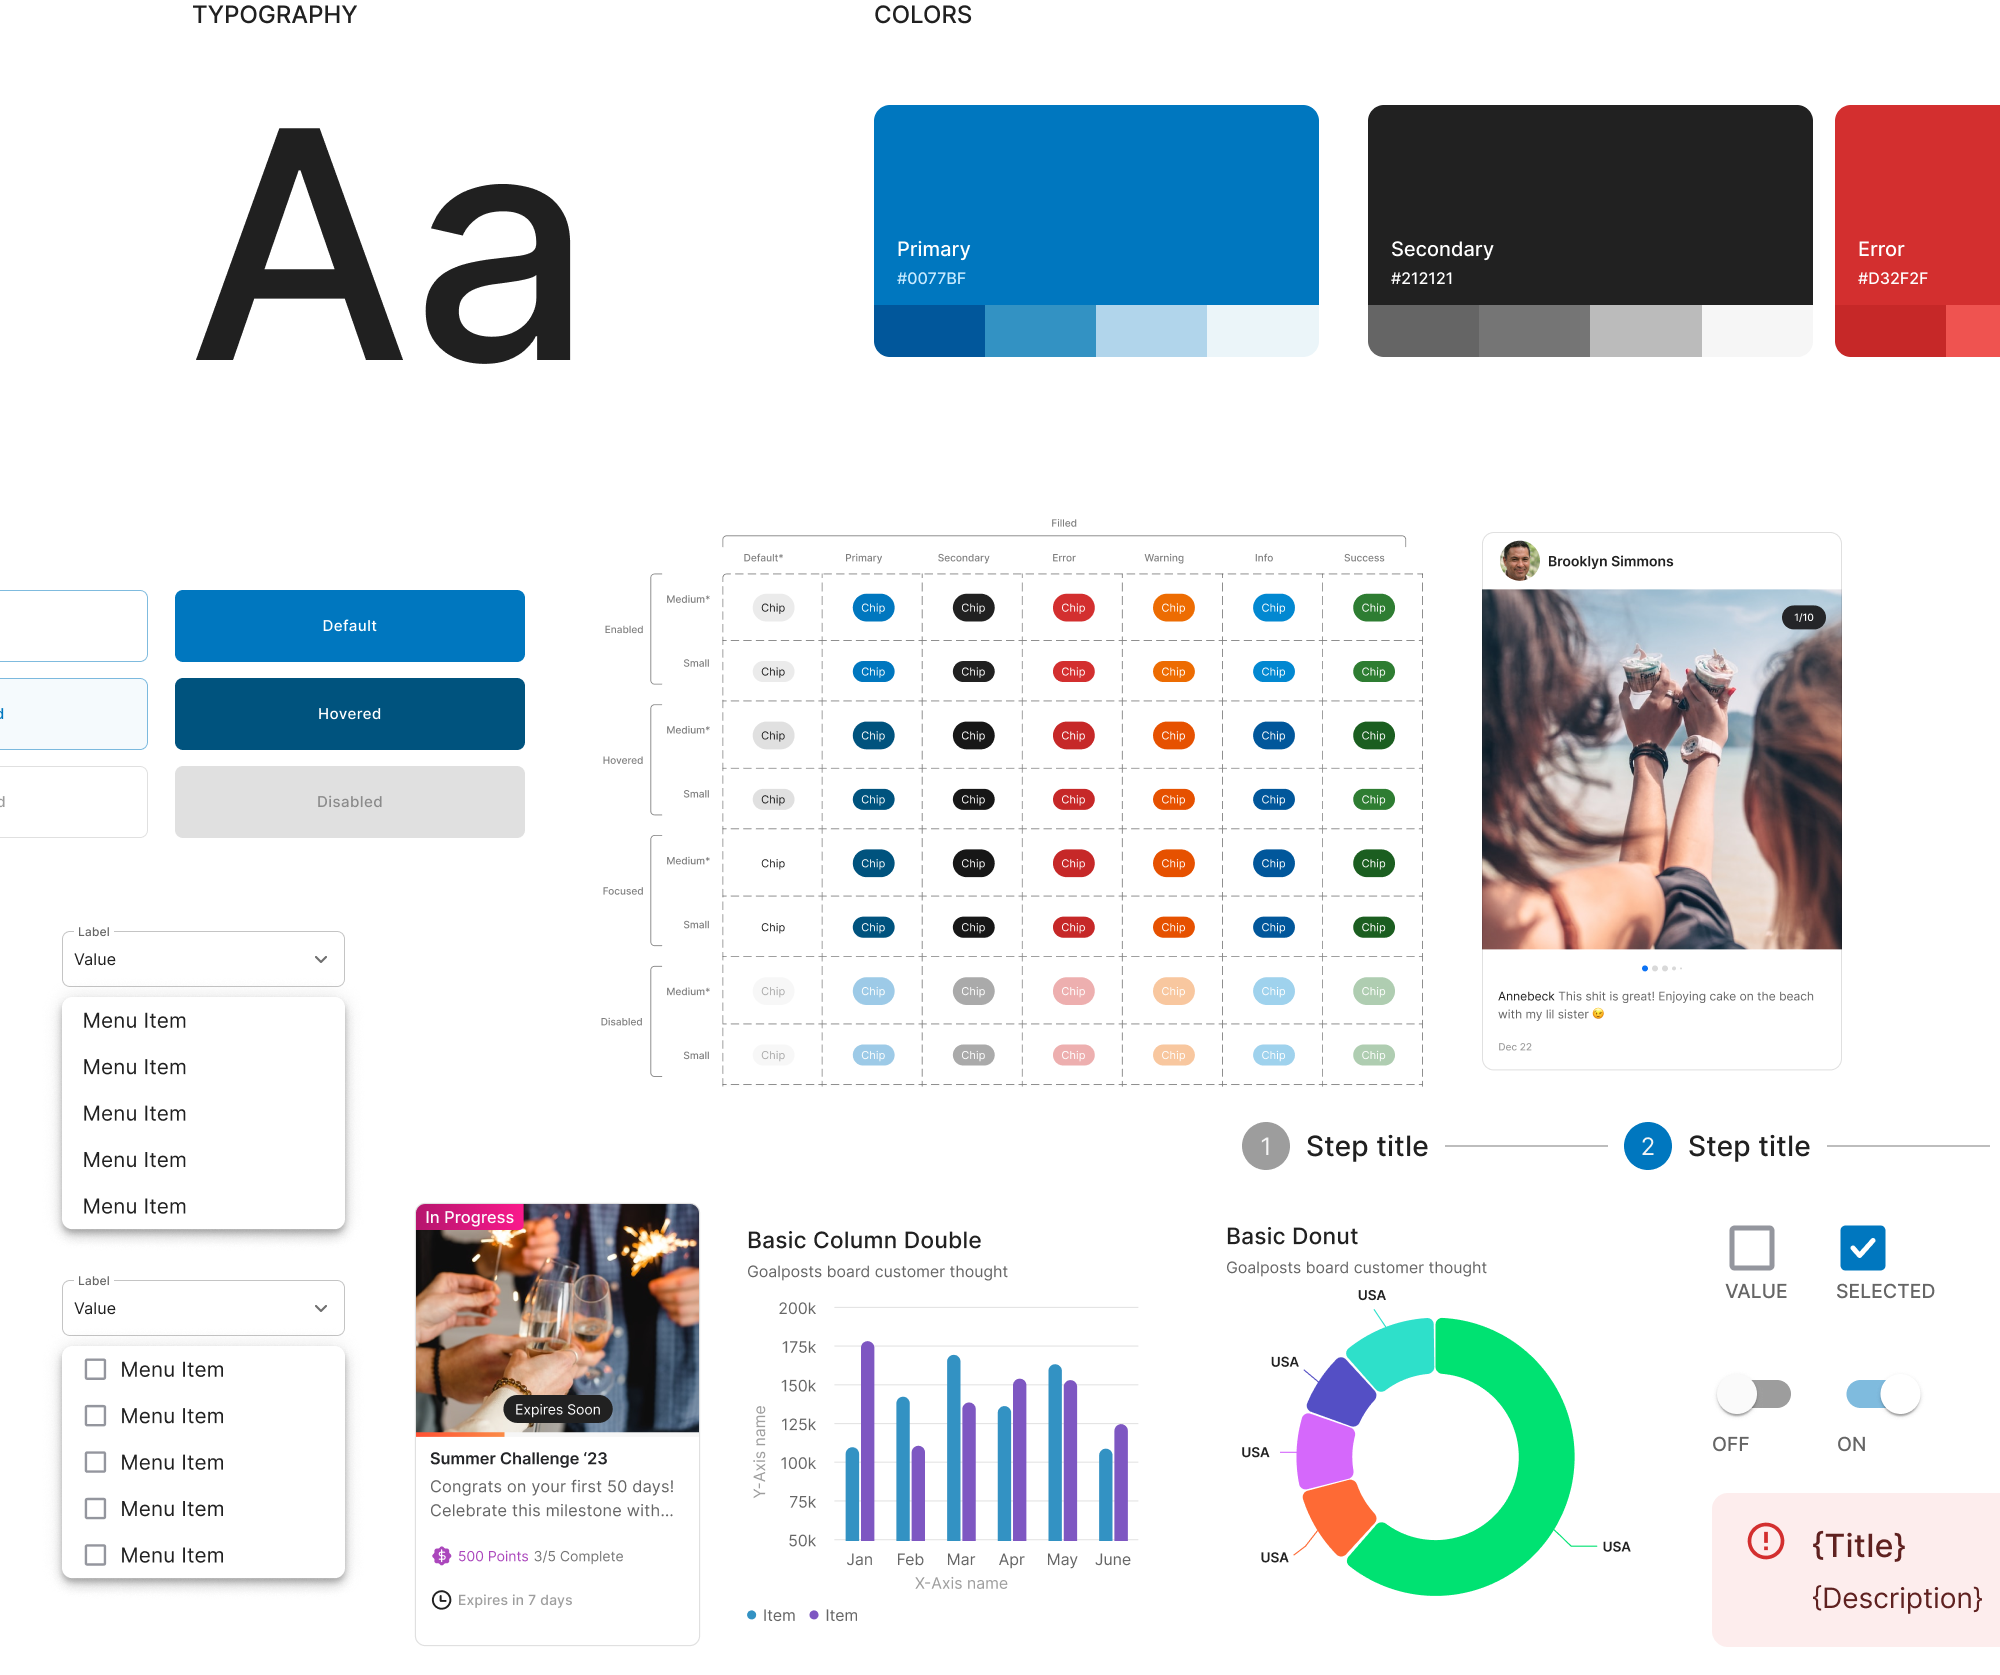 TYPOGRAPHY
COLORS
Aa
Primary
#0077BF
Secondary
#212121
Error
#D32F2F
Default
Hovered
Disabled
d
d
Filled
Default* Primary Secondary Error Warning Info Success
Enabled
Medium* Chip Chip Chip Chip Chip Chip Chip
Small Chip Chip Chip Chip Chip Chip Chip
Hovered
Medium* Chip Chip Chip Chip Chip Chip Chip
Small Chip Chip Chip Chip Chip Chip Chip
Focused
Medium* Chip Chip Chip Chip Chip Chip Chip
Small Chip Chip Chip Chip Chip Chip Chip
Disabled
Medium* Chip Chip Chip Chip Chip Chip Chip
Small Chip Chip Chip Chip Chip Chip Chip
Brooklyn Simmons
1/10
Annebeck This shit is great! Enjoying cake on the beach
with my lil sister 😉
Dec 22
Label
Value
Menu Item
Menu Item
Menu Item
Menu Item
Menu Item
Label
Value
Menu Item
Menu Item
Menu Item
Menu Item
Menu Item
1 Step title
2 Step title
In Progress
Expires Soon
Summer Challenge ‘23
Congrats on your first 50 days!
Celebrate this milestone with...
500 Points 3/5 Complete
Expires in 7 days
Basic Column Double
Goalposts board customer thought
200k
175k
150k
125k
100k
75k
50k
Y-Axis name
Jan Feb Mar Apr May June
X-Axis name
Item Item
Basic Donut
Goalposts board customer thought
USA
USA
USA
USA
USA
VALUE
SELECTED
OFF
ON
{Title}
{Description}